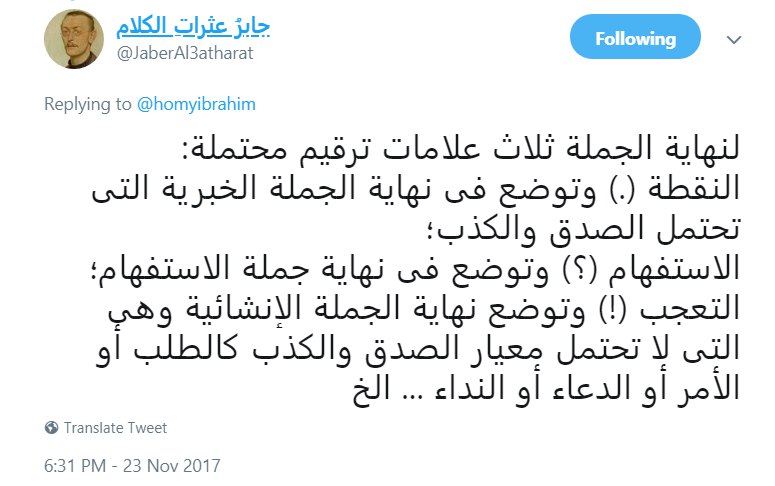 جابرُ عثراتِ الكلام
@JaberAl3atharat
Following
Replying to @homyibrahim
لنهاية الجملة ثلاث علامات ترقيم محتملة:
النقطة (.) وتوضع فى نهاية الجملة الخبرية التى
تحتمل الصدق والكذب؛
الاستفهام (؟) وتوضع فى نهاية جملة الاستفهام؛
التعجب (!) وتوضع نهاية الجملة الإنشائية وهى
التى لا تحتمل معيار الصدق والكذب كالطلب أو
الأمر أو الدعاء أو النداء ... الخ
Translate Tweet
6:31 PM - 23 Nov 2017